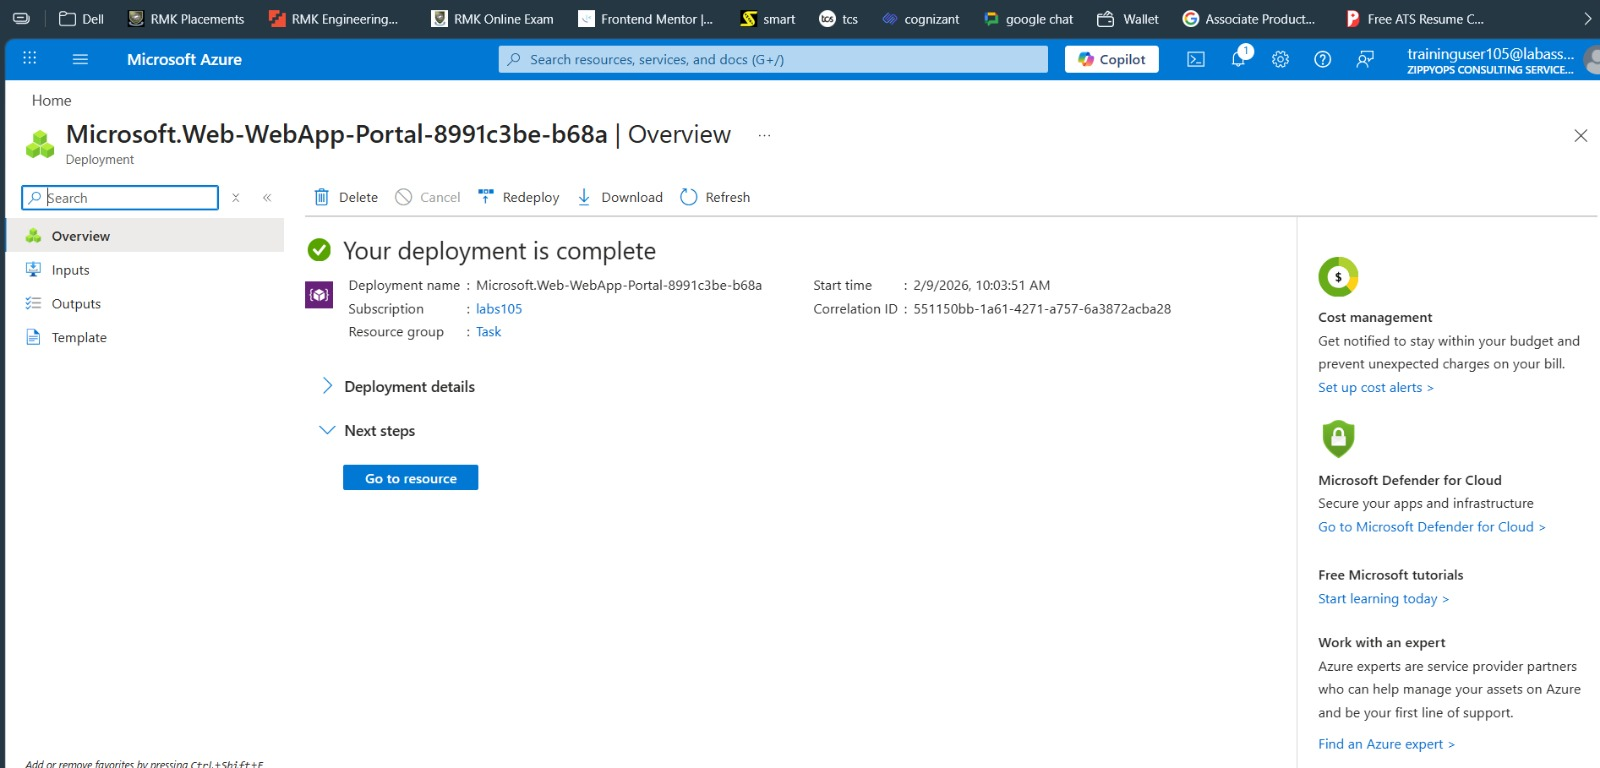 Dell
RMK Placements
RMK Engineering...
RMK Online Exam
Frontend Mentor |...
smart
tcs
cognizant
google chat
Wallet
Associate Product...
Free ATS Resume C...
Microsoft Azure
Search resources, services, and docs (G+/)
Copilot
1
traininguser105@labass...
ZIPPYOPS CONSULTING SERVICE...
Home
Microsoft.Web-WebApp-Portal-8991c3be-b68a | Overview ...
Deployment
Search
Overview
Inputs
Outputs
Template
Delete
Cancel
Redeploy
Download
Refresh
Your deployment is complete
Deployment name : Microsoft.Web-WebApp-Portal-8991c3be-b68a
Subscription : labs105
Resource group : Task
Start time : 2/9/2026, 10:03:51 AM
Correlation ID : 551150bb-1a61-4271-a757-6a3872acba28
Deployment details
Next steps
Go to resource
$
Cost management
Get notified to stay within your budget and
prevent unexpected charges on your bill.
Set up cost alerts >
Microsoft Defender for Cloud
Secure your apps and infrastructure
Go to Microsoft Defender for Cloud >
Free Microsoft tutorials
Start learning today >
Work with an expert
Azure experts are service provider partners
who can help manage your assets on Azure
and be your first line of support.
Find an Azure expert >
Add or remove favorites by pressing Ctrl+Shift+F